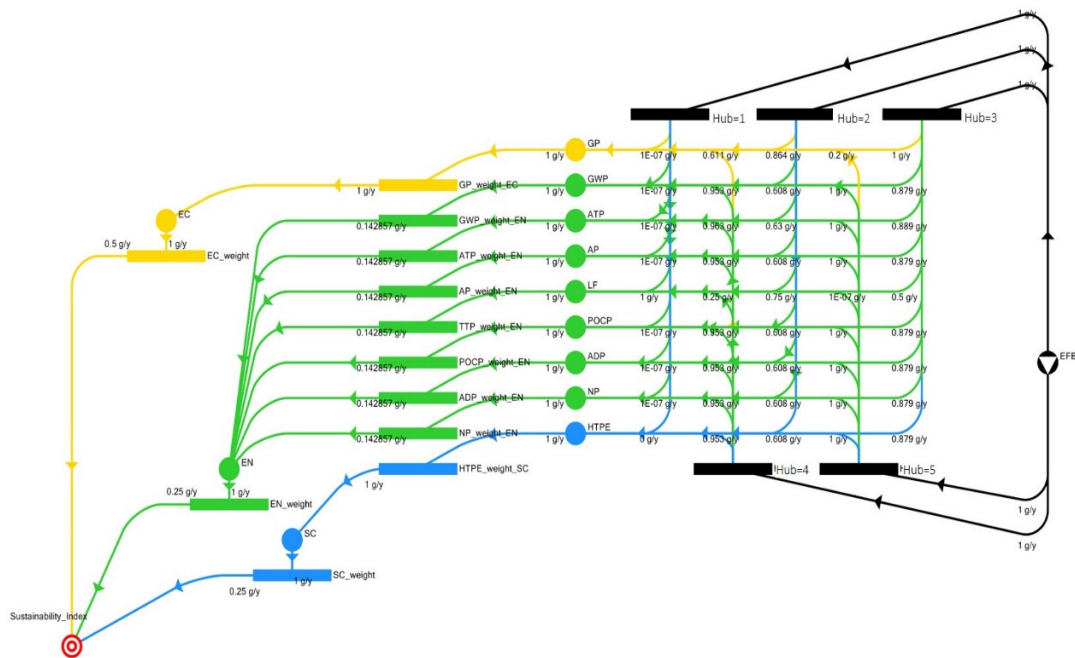 1 g/y
1 g/y
1 g/y
Hub=1
Hub=2
Hub=3
GP
1 g/y
1E-07 g/y
0.611 g/y
0.864 g/y
0.2 g/y
1 g/y
GWP
1 g/y
GP_weight_EC
1 g/y
1E-07 g/y
0.953 g/y
0.608 g/y
1 g/y
0.879 g/y
EC
ATP
0.142857 g/y
GWP_weight_EN
1 g/y
1E-07 g/y
0.963 g/y
0.63 g/y
1 g/y
0.889 g/y
0.5 g/y
1 g/y
EC_weight
AP
0.142857 g/y
ATP_weight_EN
1 g/y
1E-07 g/y
0.953 g/y
0.608 g/y
1 g/y
0.879 g/y
LF
0.142857 g/y
AP_weight_EN
1 g/y
1 g/y
0.25 g/y
0.75 g/y
1E-07 g/y
0.5 g/y
POCP
0.142857 g/y
TTP_weight_EN
1 g/y
1E-07 g/y
0.953 g/y
0.608 g/y
1 g/y
0.879 g/y
ADP
EFB
0.142857 g/y
POCP_weight_EN
1 g/y
1E-07 g/y
0.953 g/y
0.608 g/y
1 g/y
0.879 g/y
NP
0.142857 g/y
ADP_weight_EN
1 g/y
1E-07 g/y
0.953 g/y
0.608 g/y
1 g/y
0.879 g/y
HTPE
0.142857 g/y
NP_weight_EN
1 g/y
0 g/y
0.953 g/y
0.608 g/y
1 g/y
0.879 g/y
EN
HTPE_weight_SC
1 g/y
Hub=4
Hub=5
0.25 g/y
1 g/y
EN_weight
1 g/y
SC
1 g/y
1 g/y
SC_weight
0.25 g/y
Sustainability_Index